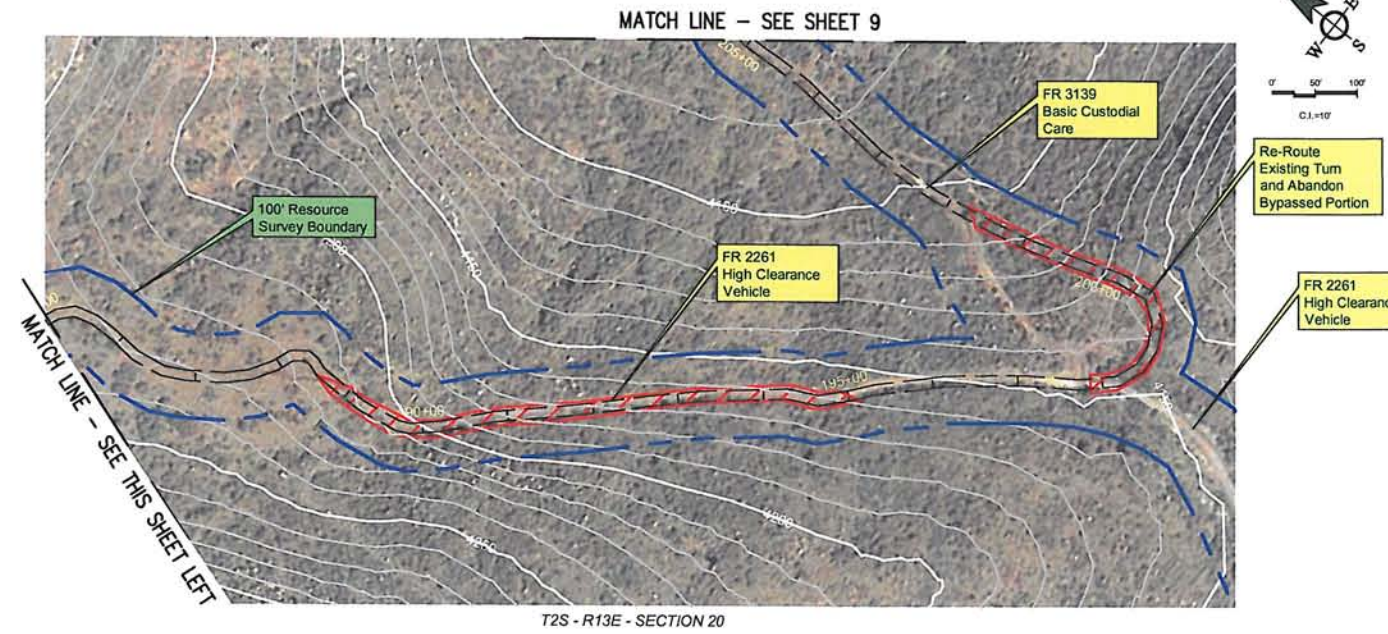 MATCH LINE - SEE SHEET 9
E
W
S
0' 50' 100'
C.I.=10'
205+00
FR 3139
Basic Custodial
Care
Re-Route
Existing Turn
and Abandon
Bypassed Portion
100' Resource
Survey Boundary
FR 2261
High Clearance
Vehicle
200+00
FR 2261
High Clearanc
Vehicle
195+00
90+00
4200
4250
MATCH LINE - SEE THIS SHEET LEFT
T2S - R13E - SECTION 20